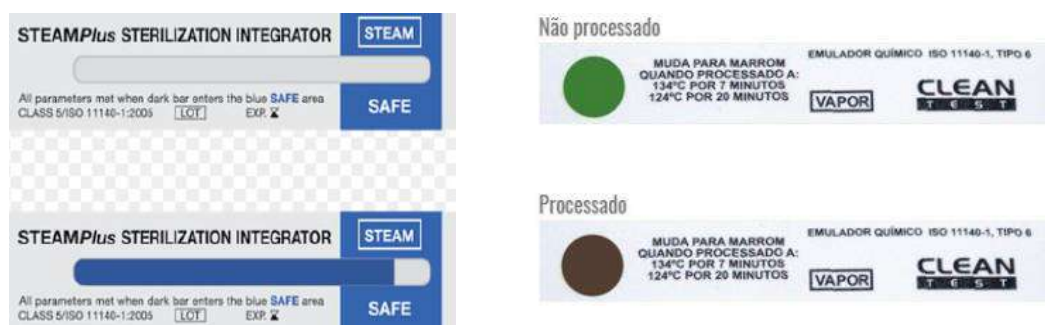 STEAMPlus STERILIZATION INTEGRATOR
STEAM
All parameters met when dark bar enters the blue SAFE area
CLASS 5/ISO 11140-1:2005 LOT EXP.
SAFE
Não processado
MUDA PARA MARROM
QUANDO PROCESSADO A:
134ºC POR 7 MINUTOS
124ºC POR 20 MINUTOS
EMULADOR QUÍMICO ISO 11140-1, TIPO 6
VAPOR
CLEAN
TEST
STEAMPlus STERILIZATION INTEGRATOR
STEAM
All parameters met when dark bar enters the blue SAFE area
CLASS 5/ISO 11140-1:2005 LOT EXP.
SAFE
Processado
MUDA PARA MARROM
QUANDO PROCESSADO A:
134ºC POR 7 MINUTOS
124ºC POR 20 MINUTOS
EMULADOR QUÍMICO ISO 11140-1, TIPO 6
VAPOR
CLEAN
TEST